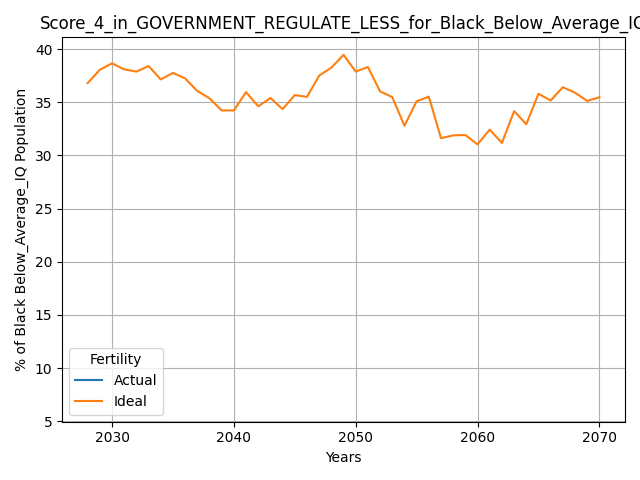 Score_4_in_GOVERNMENT_REGULATE_LESS_for_Black_Below_Average_IQ
40
35
30
25
20
15
10
5
% of Black Below_Average_IQ Population
Fertility
Actual
Ideal
2030 2040 2050 2060 2070
Years